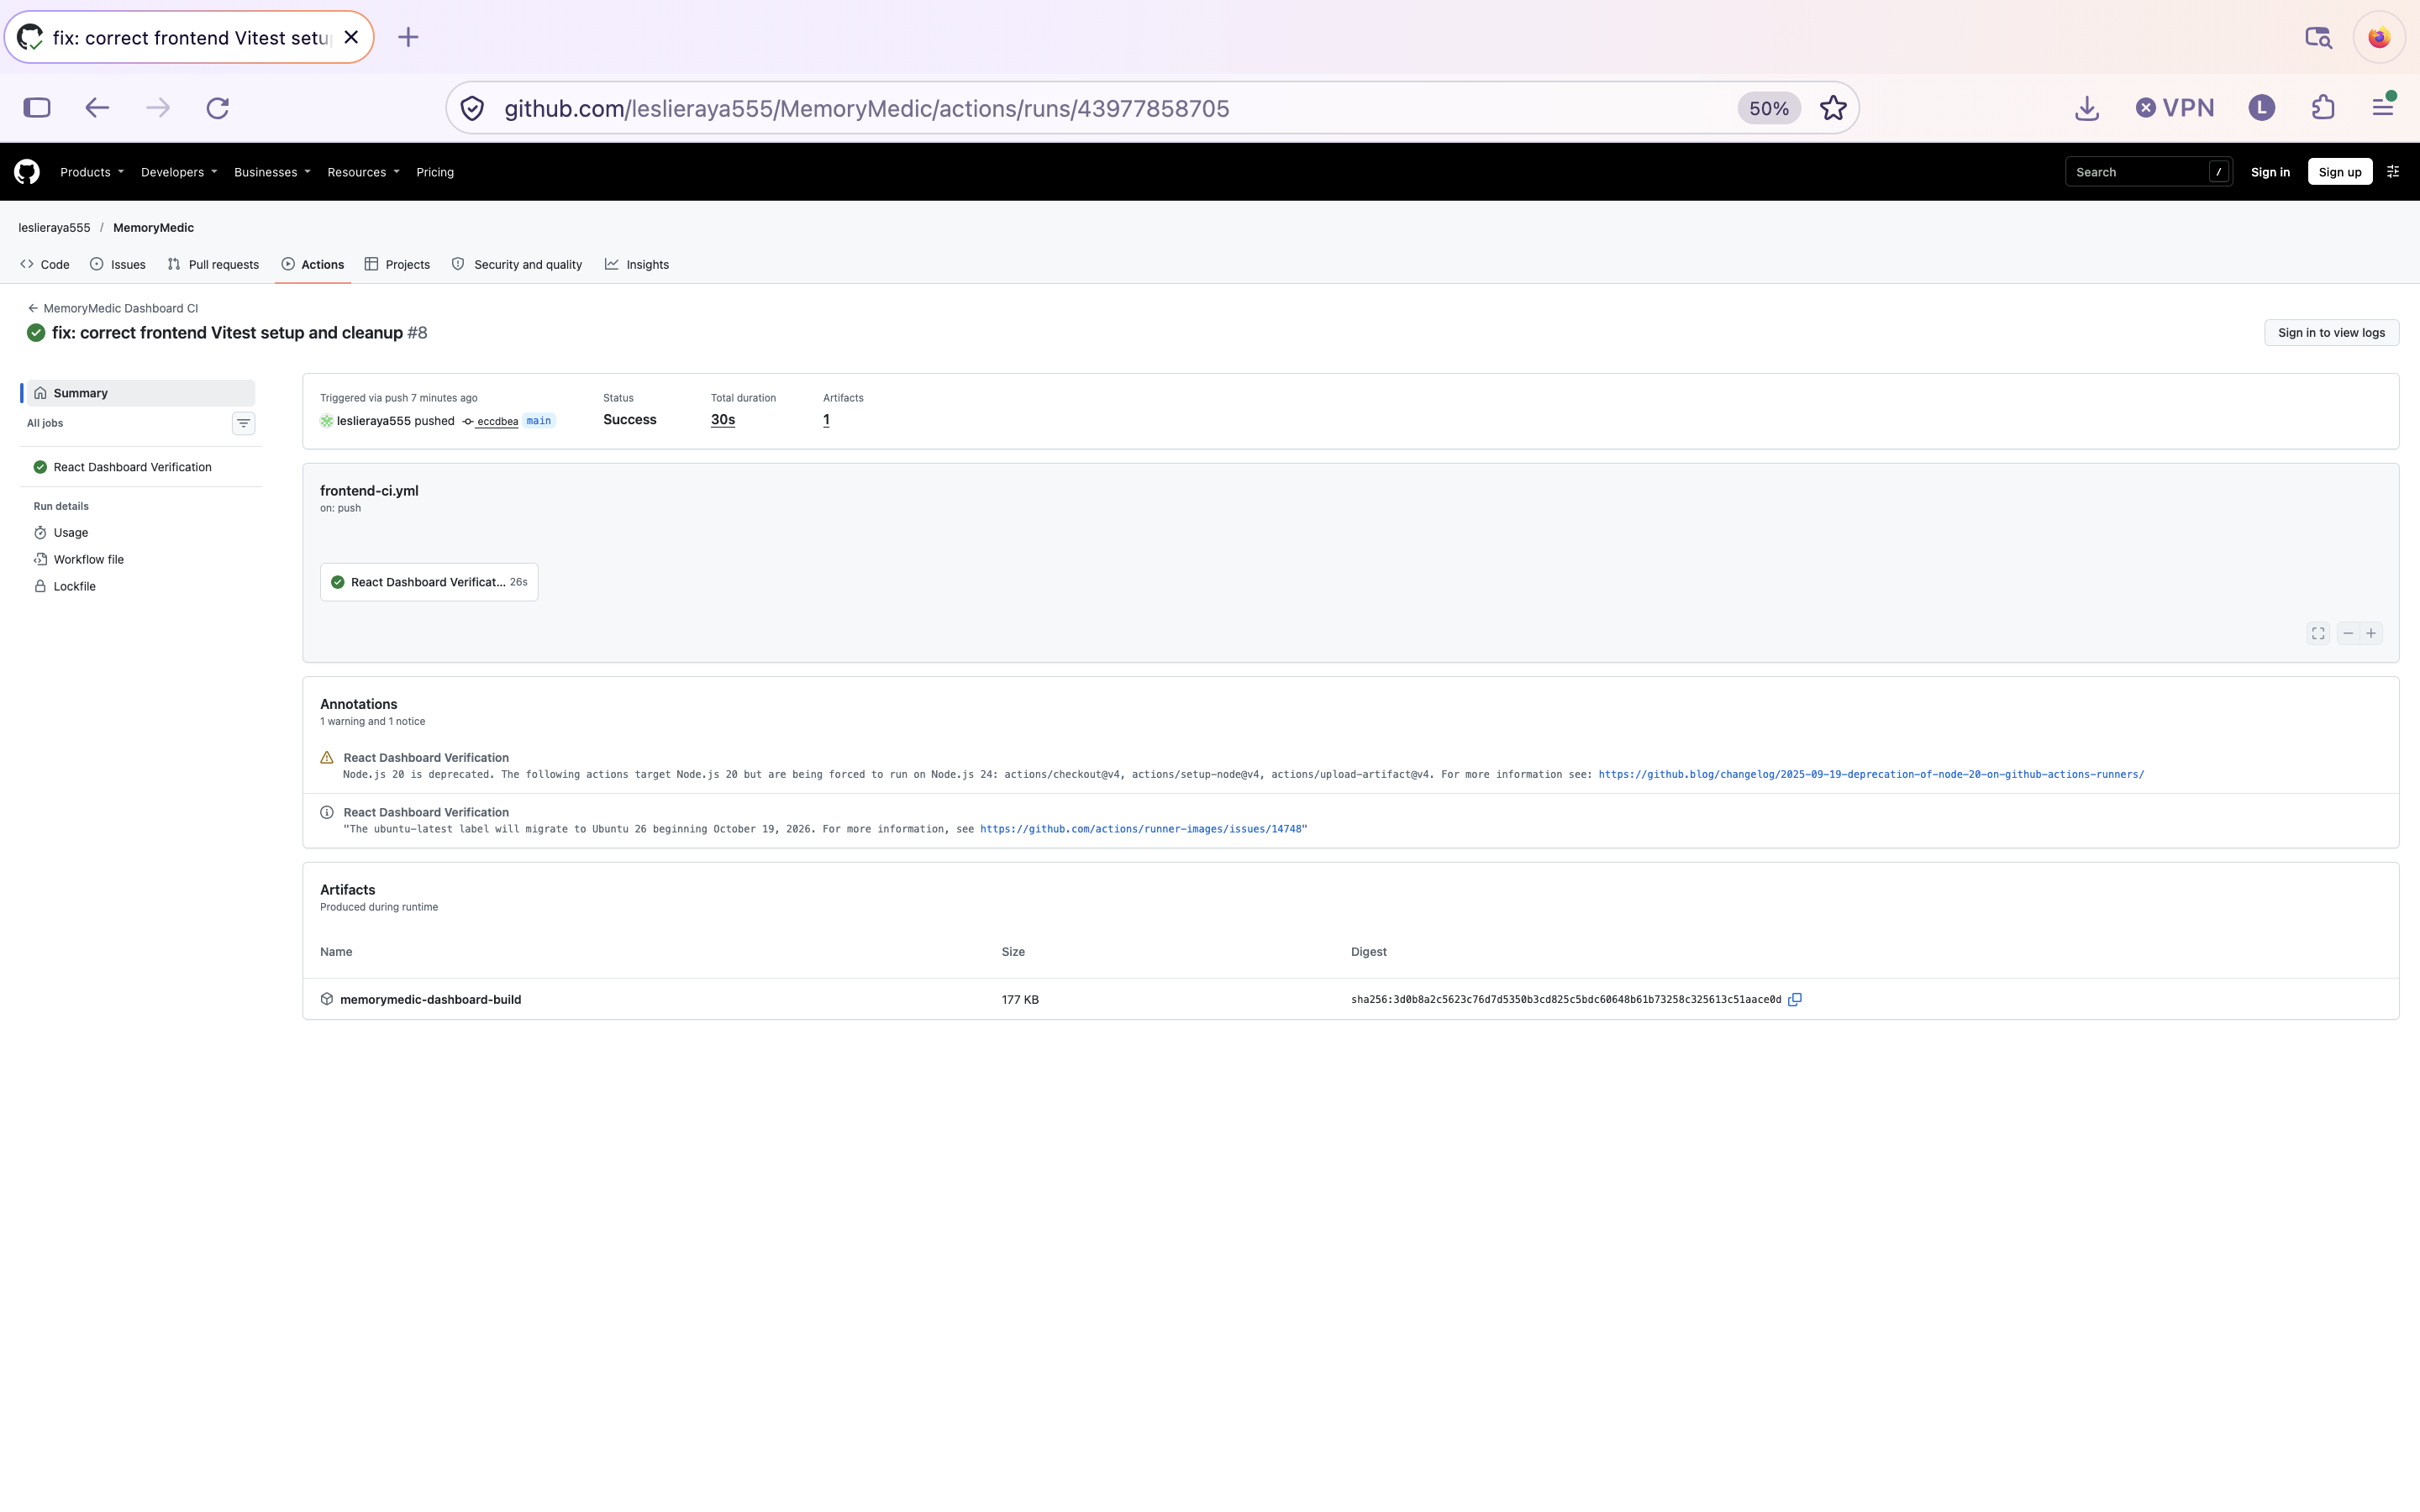 fix: correct frontend Vitest setu
github.com/leslieraya555/MemoryMedic/actions/runs/43977858705
50%
VPN
L
Products
Developers
Businesses
Resources
Pricing
Search
/
Sign in
Sign up
leslieraya555 / MemoryMedic
Code
Issues
Pull requests
Actions
Projects
Security and quality
Insights
MemoryMedic Dashboard CI
fix: correct frontend Vitest setup and cleanup #8
Sign in to view logs
Summary
All jobs
React Dashboard Verification
Run details
Usage
Workflow file
Lockfile
Triggered via push 7 minutes ago
leslieraya555 pushed eccdbea main
Status
Success
Total duration
30s
Artifacts
1
frontend-ci.yml
on: push
React Dashboard Verificat... 26s
Annotations
1 warning and 1 notice
React Dashboard Verification
Node.js 20 is deprecated. The following actions target Node.js 20 but are being forced to run on Node.js 24: actions/checkout@v4, actions/setup-node@v4, actions/upload-artifact@v4. For more information see: https://github.blog/changelog/2025-09-19-deprecation-of-node-20-on-github-actions-runners/
React Dashboard Verification
"The ubuntu-latest label will migrate to Ubuntu 26 beginning October 19, 2026. For more information, see https://github.com/actions/runner-images/issues/14748"
Artifacts
Produced during runtime
Name Size Digest
memorymedic-dashboard-build 177 KB sha256:3d0b8a2c5623c76d7d5350b3cd825c5bdc60648b61b73258c325613c51aace0d